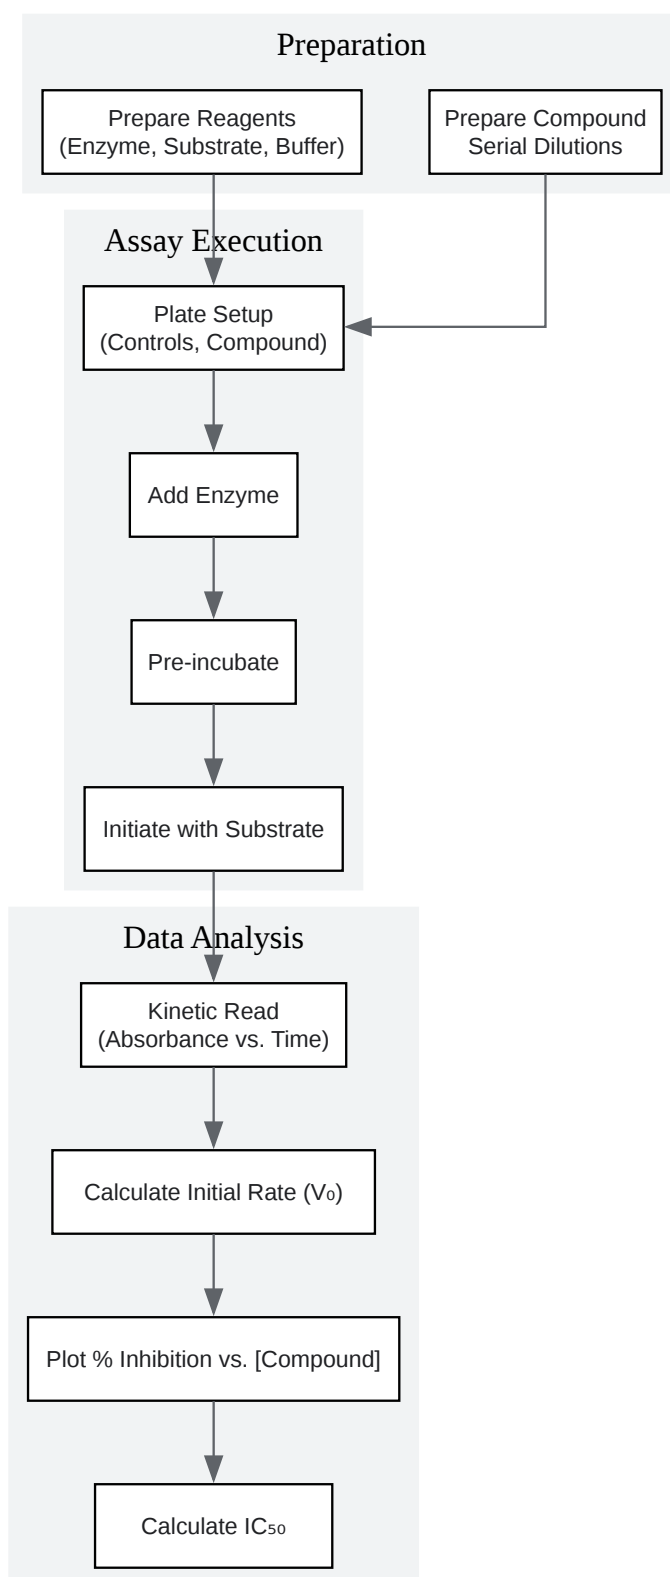 Preparation
Prepare Reagents
(Enzyme, Substrate, Buffer)
Prepare Compound
Serial Dilutions
Assay Execution
Plate Setup
(Controls, Compound)
Add Enzyme
Pre-incubate
Initiate with Substrate
Data Analysis
Kinetic Read
(Absorbance vs. Time)
Calculate Initial Rate (V₀)
Plot % Inhibition vs. [Compound]
Calculate IC₅₀